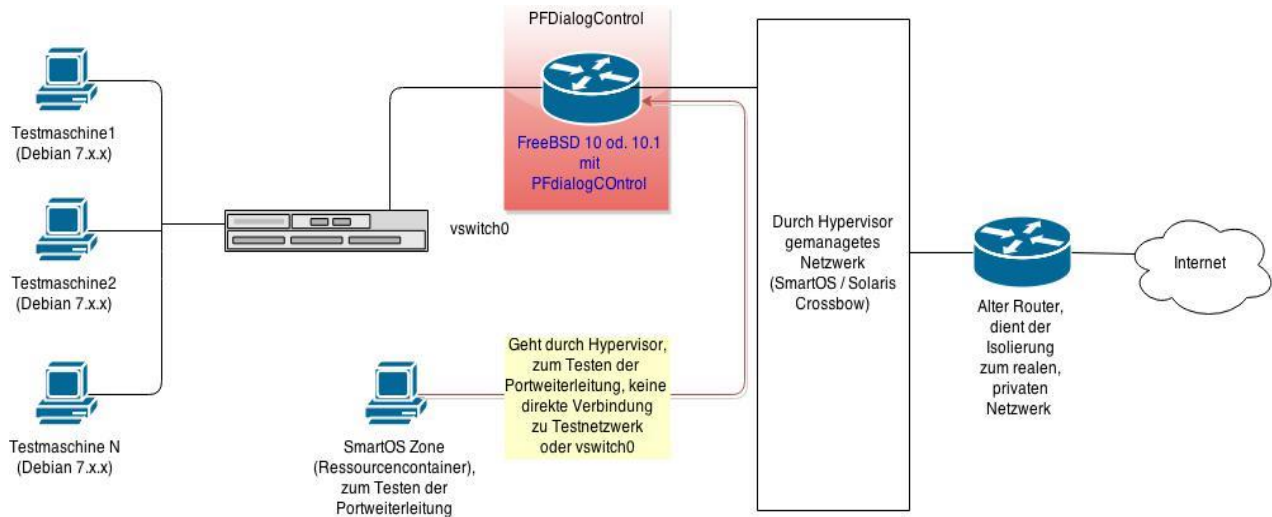 PFDialogControl
FreeBSD 10 od. 10.1
mit
PFdialogCOntrol
Testmaschine1
(Debian 7.x.x)
Testmaschine2
(Debian 7.x.x)
Testmaschine N
(Debian 7.x.x)
vswitch0
Geht durch Hypervisor,
zum Testen der
Portweiterleitung, keine
direkte Verbindung
zu Testnetzwerk
oder vswitch0
SmartOS Zone
(Ressourcencontainer),
zum Testen der
Portweiterleitung
Durch Hypervisor
gemanagetes
Netzwerk
(SmartOS / Solaris
Crossbow)
Alter Router,
dient der
Isolierung
zum realen,
privaten
Netzwerk
Internet